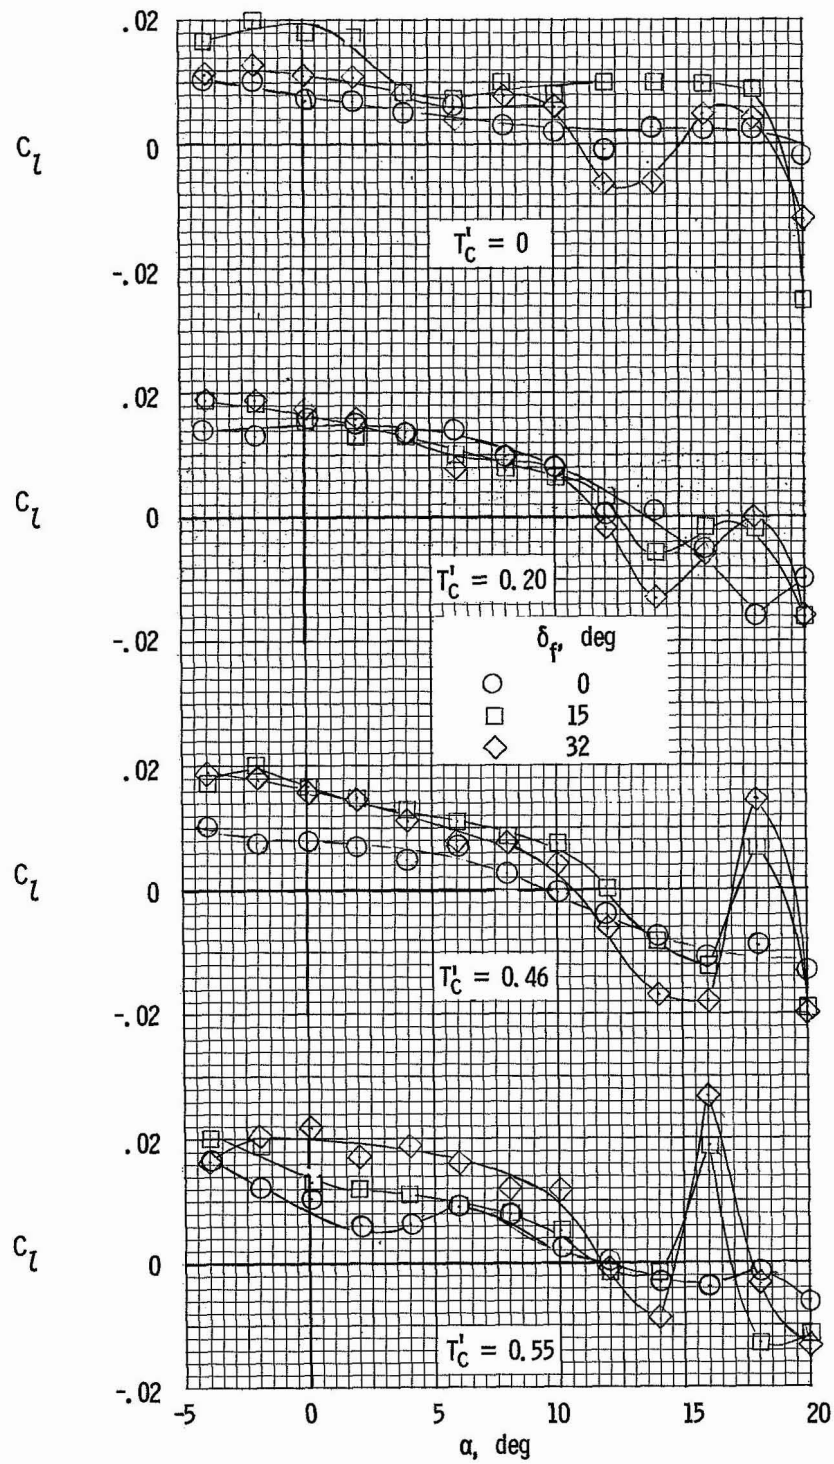 .02
C_l
0
T'_C = 0
-.02
.02
C_l
0
T'_C = 0.20
-.02
δ_f, deg
○ 0
□ 15
◇ 32
.02
C_l
0
T'_C = 0.46
-.02
.02
C_l
0
T'_C = 0.55
-.02
-5 0 5 10 15 20
α, deg